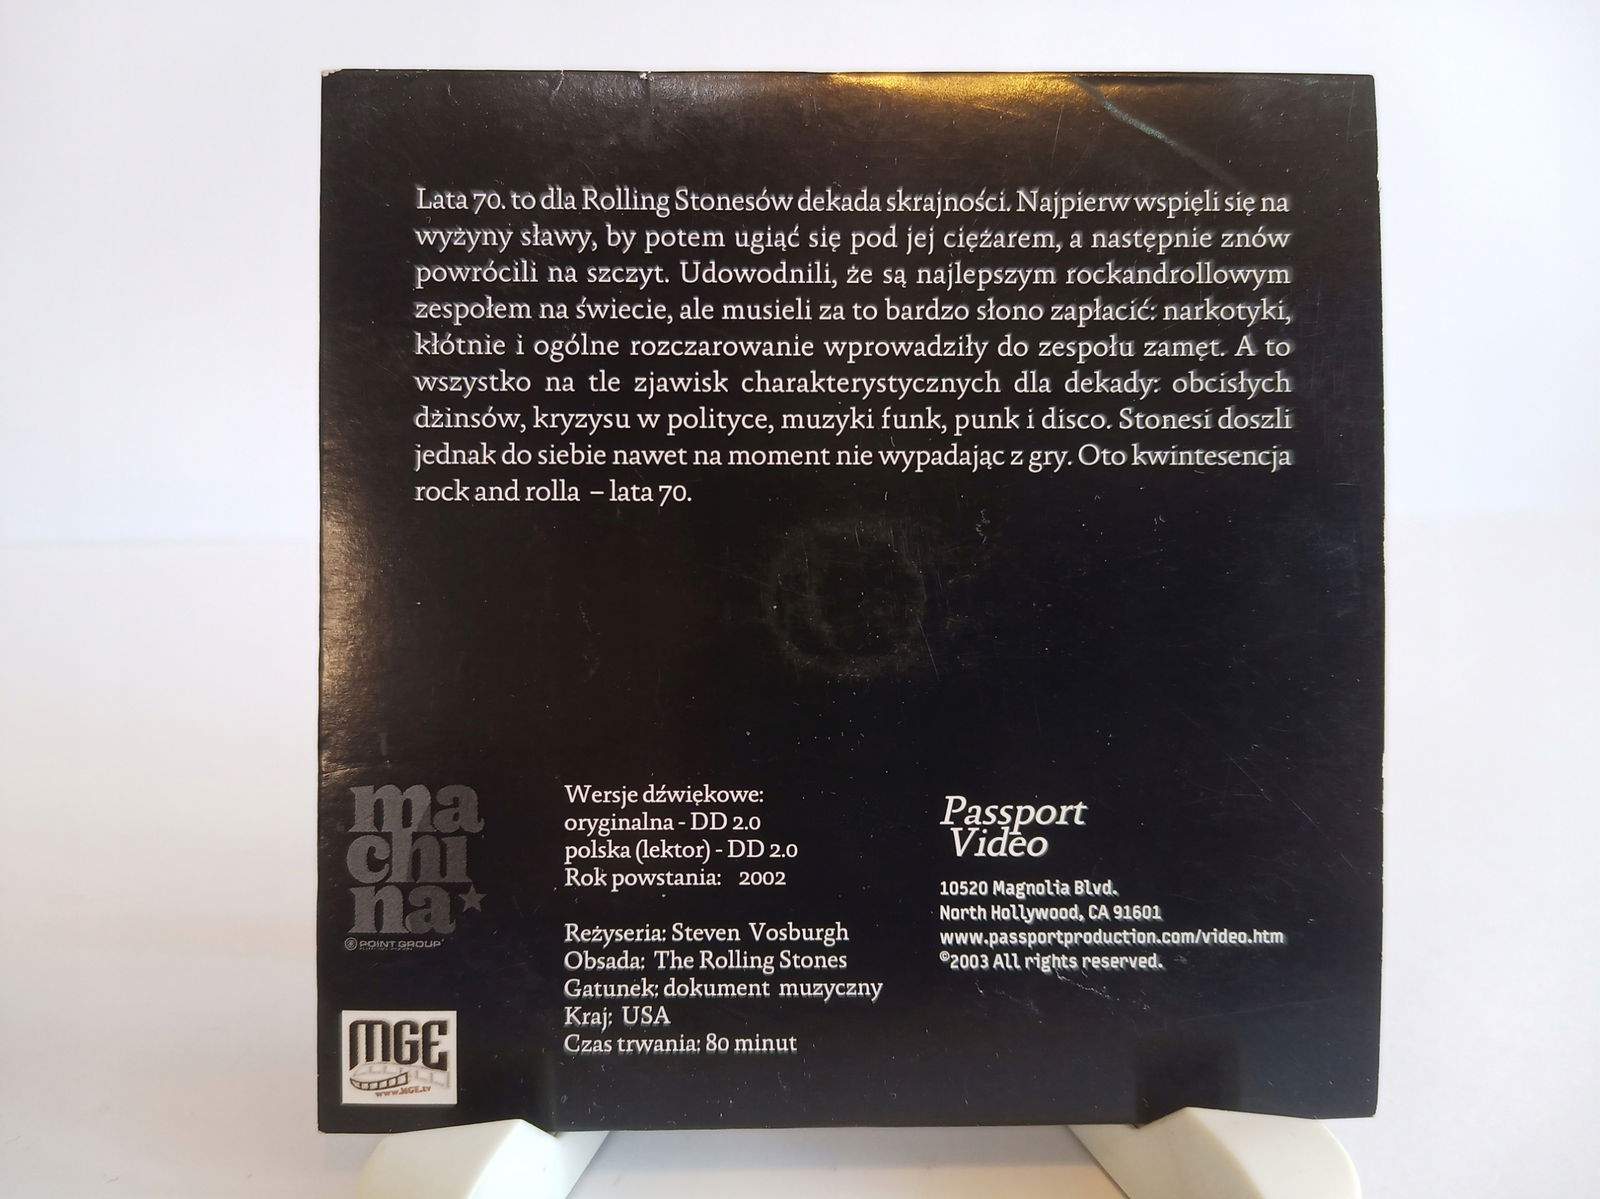 Lata 70. to dla Rolling Stonesów dekada skrajności. Najpierw wspięli się na
wyżyny sławy, by potem ugiąć się pod jej ciężarem, a następnie znów
powrócili na szczyt. Udowodnili, że są najlepszym rockandrollowym
zespołem na świecie, ale musieli za to bardzo słono zapłacić: narkotyki,
kłótnie i ogólne rozczarowanie wprowadziły do zespołu zamęt. A to
wszystko na tle zjawisk charakterystycznych dla dekady: obcisłych
dżinsów, kryzysu w polityce, muzyki funk, punk i disco. Stonesi doszli
jednak do siebie nawet na moment nie wypadając z gry. Oto kwintesencja
rock and rolla – lata 70.
ma
chi
na
POINT GROUP
MGE
www.MGE.tv
Wersje dźwiękowe:
oryginalna - DD 2.0
polska (lektor) - DD 2.0
Rok powstania: 2002
Reżyseria: Steven Vosburgh
Obsada: The Rolling Stones
Gatunek: dokument muzyczny
Kraj: USA
Czas trwania: 80 minut
Passport
Video
10520 Magnolia Blvd.
North Hollywood, CA 91601
www.passportproduction.com/video.htm
©2003 All rights reserved.